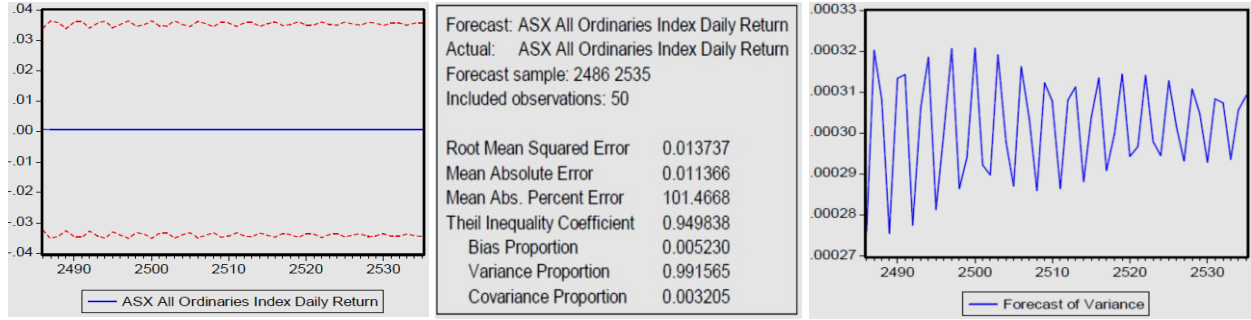 .04
.03
.02
.01
.00
-.01
-.02
-.03
-.04
2490 2500 2510 2520 2530
ASX All Ordinaries Index Daily Return
Forecast: ASX All Ordinaries Index Daily Return
Actual: ASX All Ordinaries Index Daily Return
Forecast sample: 2486 2535
Included observations: 50
Root Mean Squared Error 0.013737
Mean Absolute Error 0.011366
Mean Abs. Percent Error 101.4668
Theil Inequality Coefficient 0.949838
Bias Proportion 0.005230
Variance Proportion 0.991565
Covariance Proportion 0.003205
.00033
.00032
.00031
.00030
.00029
.00028
.00027
2490 2500 2510 2520 2530
Forecast of Variance